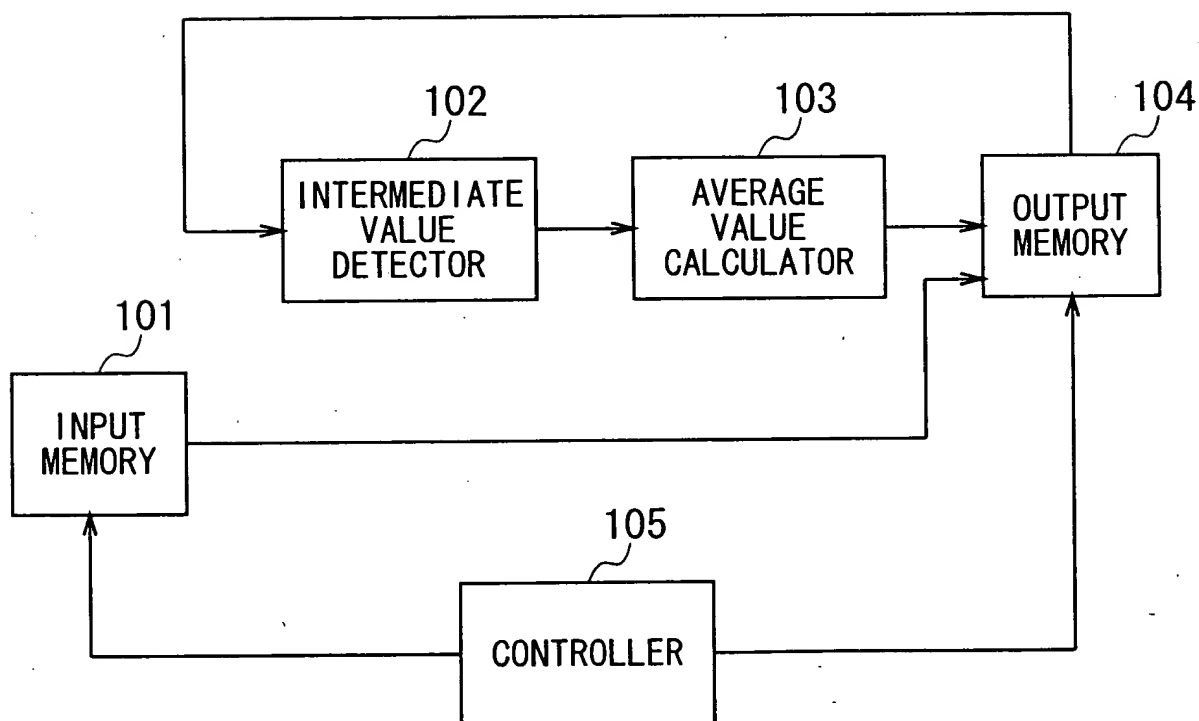 102
103
104
INTERMEDIATE
VALUE
DETECTOR
AVERAGE
VALUE
CALCULATOR
OUTPUT
MEMORY
101
INPUT
MEMORY
105
CONTROLLER